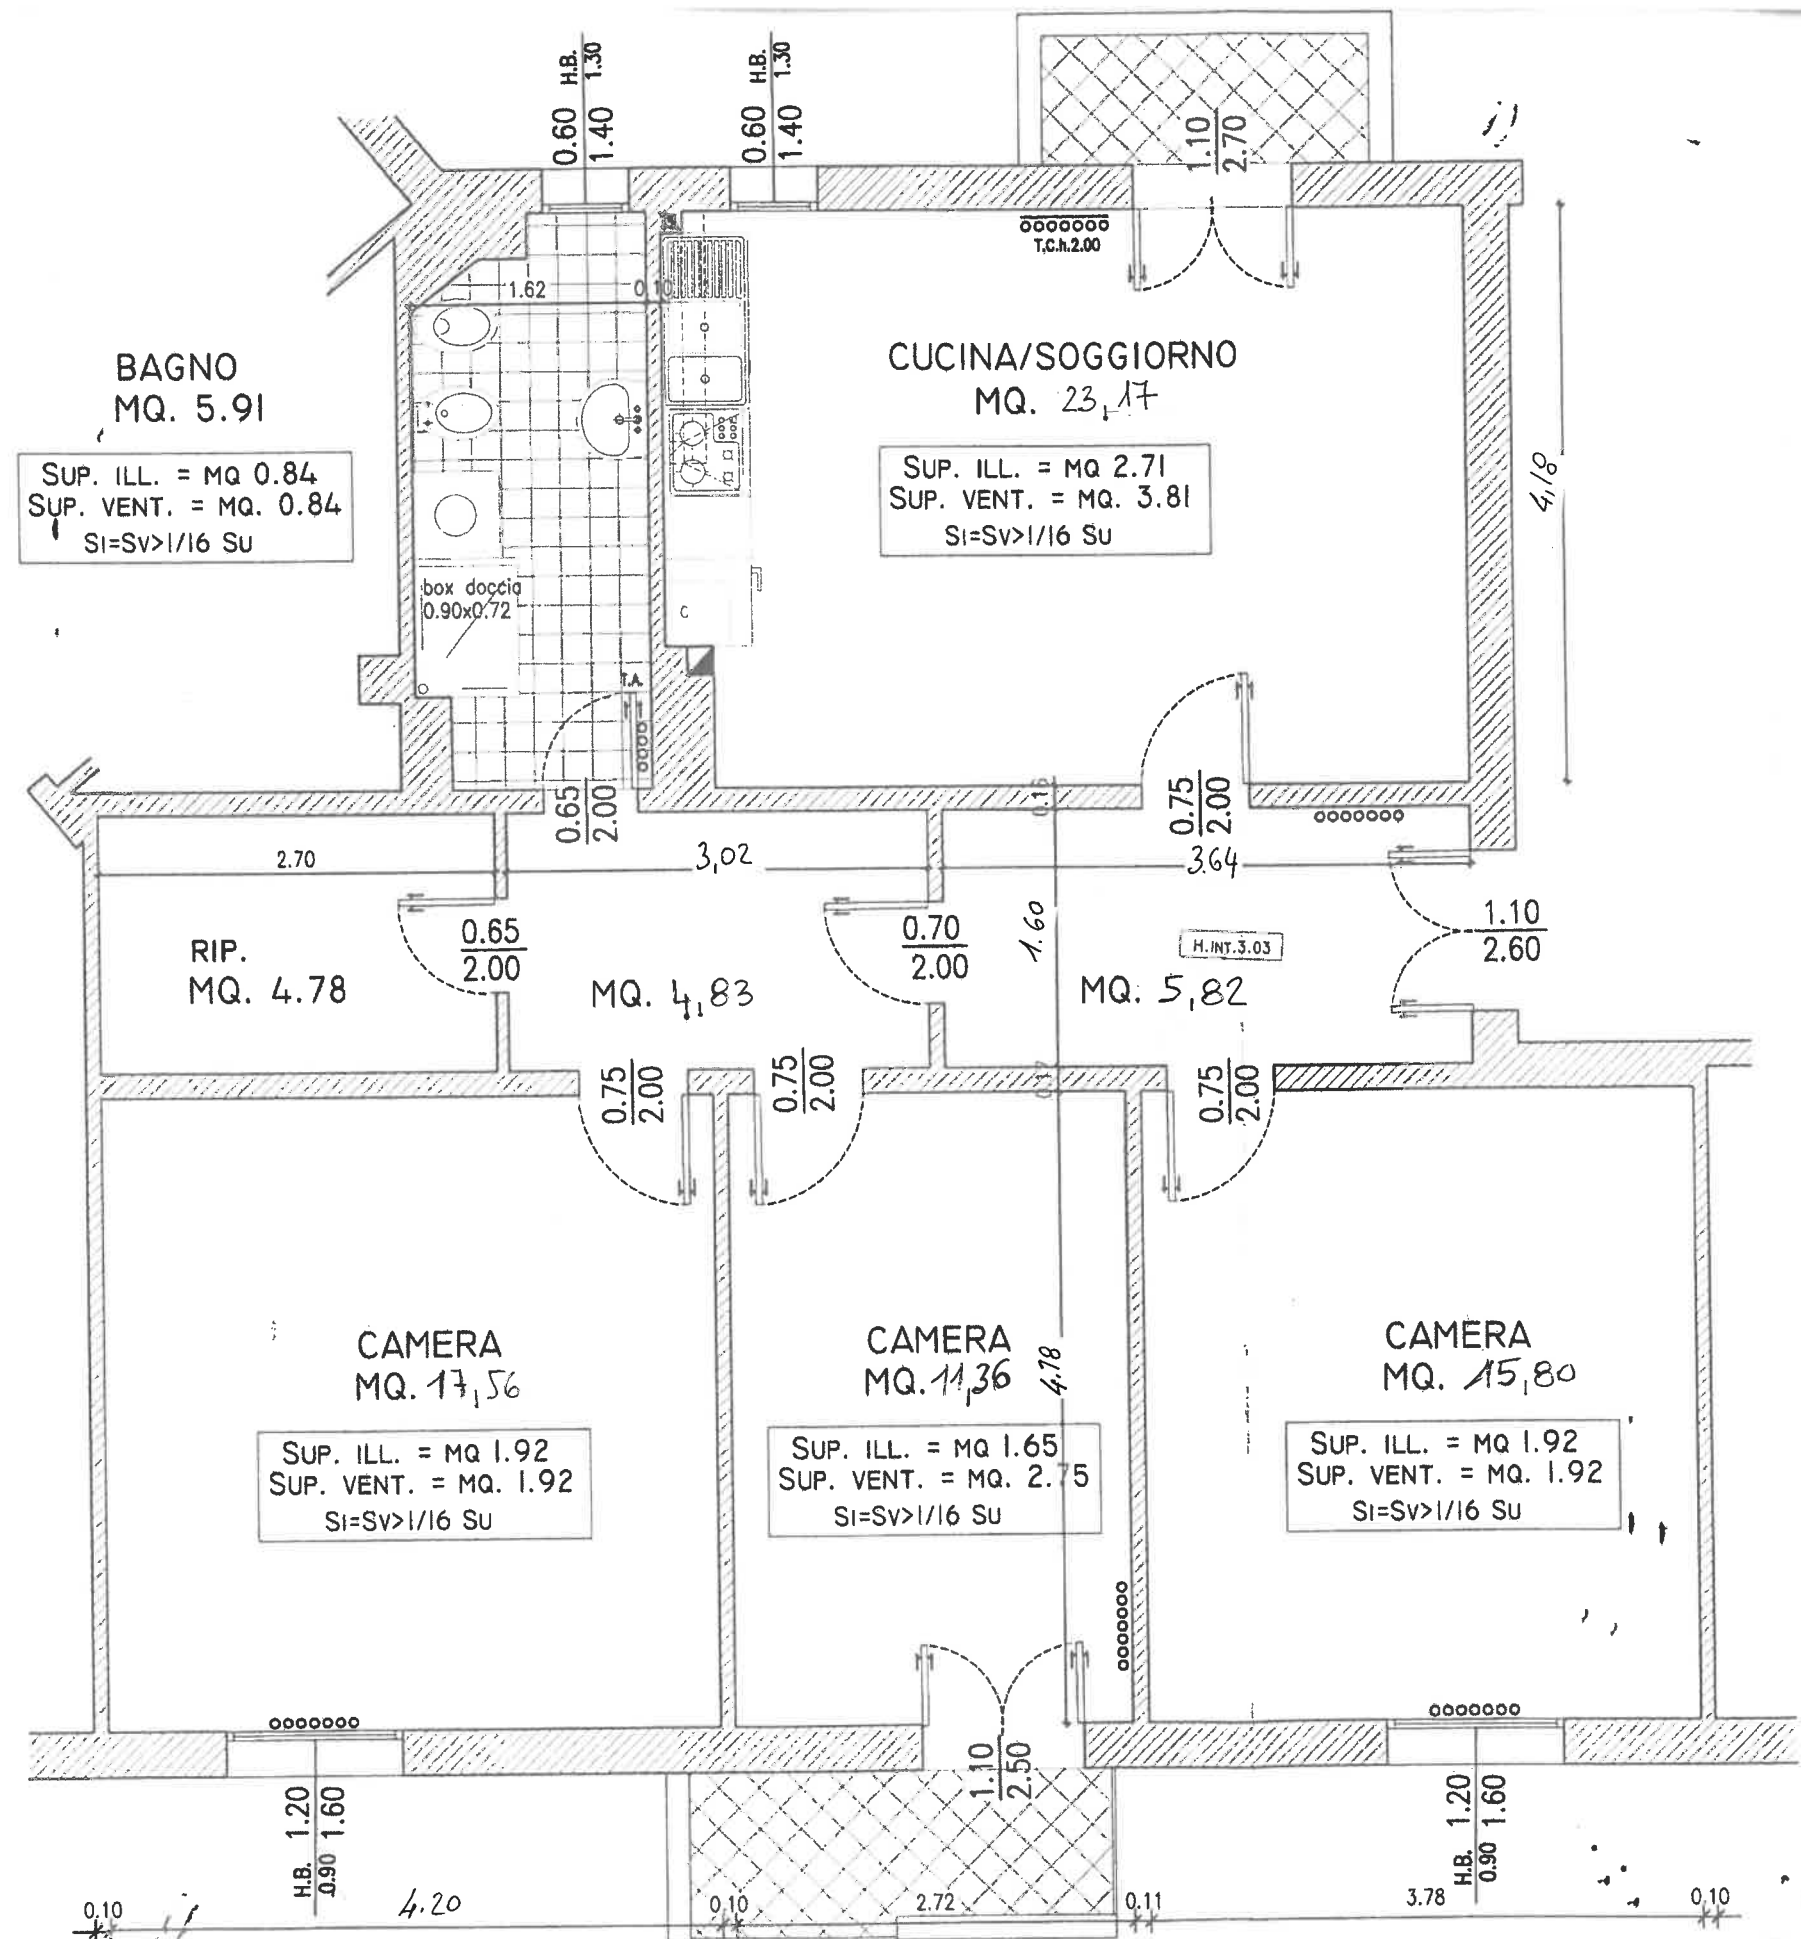 H.B. 1.30
0.60 1.40
H.B. 1.30
0.60 1.40
1.10
2.70
T.C.h.2.00
1.62
0.10
BAGNO
MQ. 5.91
SUP. ILL. = MQ 0.84
SUP. VENT. = MQ. 0.84
SI=SV>1/16 SU
CUCINA/SOGGIORNO
MQ. 23,17
SUP. ILL. = MQ 2.71
SUP. VENT. = MQ. 3.81
SI=SV>1/16 SU
4,18
box doccia
0.90x0.72
C
T.A.
0.65
2.00
0.75
2.00
2.70
3,02
3.64
RIP.
MQ. 4.78
0.65
2.00
MQ. 4,83
0.70
2.00
1.60
H.INT.3.03
MQ. 5,82
1.10
2.60
0.75
2.00
0.75
2.00
0.75
2.00
CAMERA
MQ. 17,56
SUP. ILL. = MQ 1.92
SUP. VENT. = MQ. 1.92
SI=SV>1/16 SU
CAMERA
MQ. 11,36
4.78
SUP. ILL. = MQ 1.65
SUP. VENT. = MQ. 2.75
SI=SV>1/16 SU
CAMERA
MQ. 15,80
SUP. ILL. = MQ 1.92
SUP. VENT. = MQ. 1.92
SI=SV>1/16 SU
1.20
1.60
H.B. 0.90
1.10
2.50
1.20
1.60
H.B. 0.90
0.10
4.20
0.10
2.72
0.11
3.78
0.10